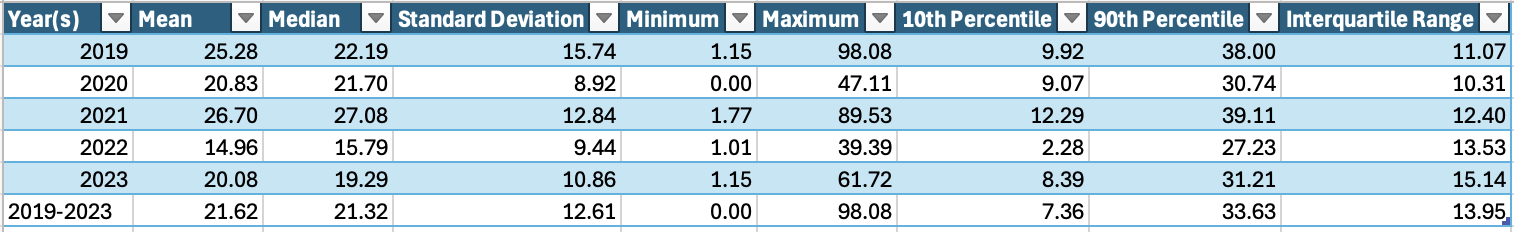 Year(s) Mean Median Standard Deviation Minimum Maximum 10th Percentile 90th Percentile Interquartile Range
2019 25.28 22.19 15.74 1.15 98.08 9.92 38.00 11.07
2020 20.83 21.70 8.92 0.00 47.11 9.07 30.74 10.31
2021 26.70 27.08 12.84 1.77 89.53 12.29 39.11 12.40
2022 14.96 15.79 9.44 1.01 39.39 2.28 27.23 13.53
2023 20.08 19.29 10.86 1.15 61.72 8.39 31.21 15.14
2019-2023 21.62 21.32 12.61 0.00 98.08 7.36 33.63 13.95